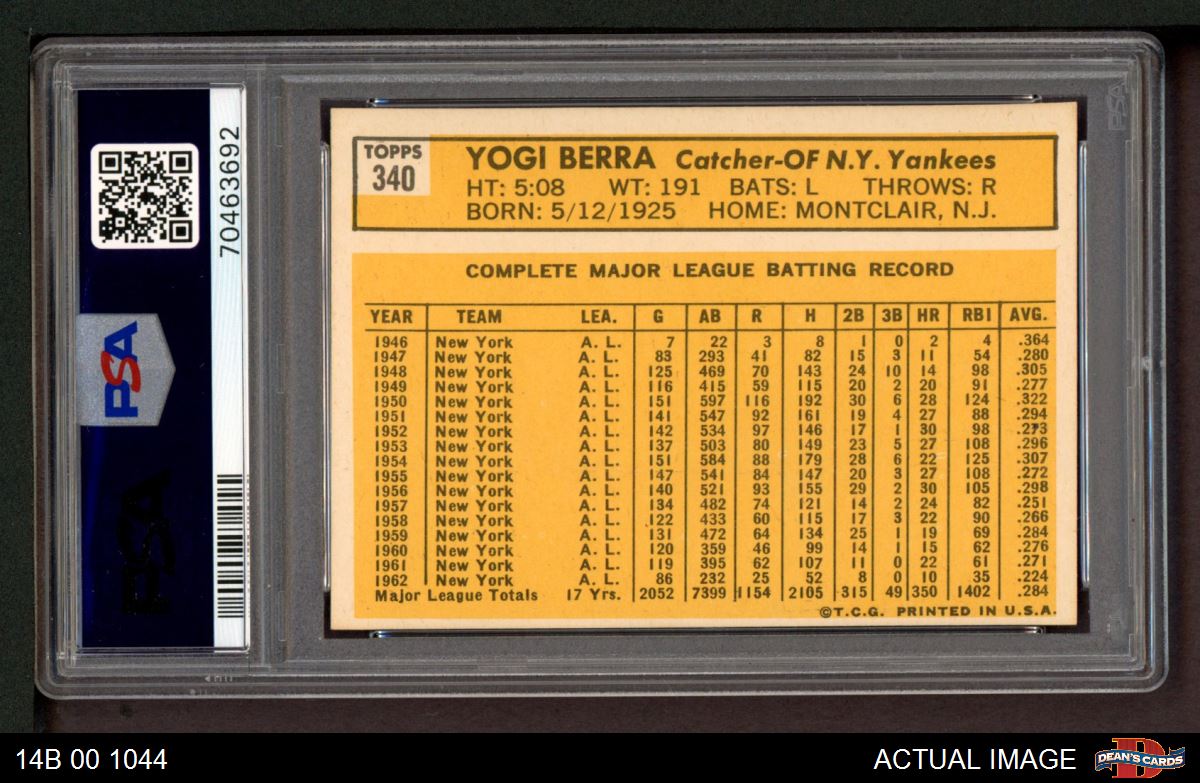 TOPPS
340
YOGI BERRA Catcher-OF N.Y. Yankees
HT: 5:08 WT: 191 BATS: L THROWS: R
BORN: 5/12/1925 HOME: MONTCLAIR, N.J.
COMPLETE MAJOR LEAGUE BATTING RECORD
YEAR TEAM LEA. G AB R H 2B 3B HR RBI AVG.
1946 New York A. L. 7 22 3 8 1 0 2 4 .364
1947 New York A. L. 83 293 41 82 15 3 11 54 .280
1948 New York A. L. 125 469 70 143 24 10 14 98 .305
1949 New York A. L. 116 415 59 115 20 2 20 91 .277
1950 New York A. L. 151 597 116 192 30 6 28 124 .322
1951 New York A. L. 141 547 92 161 19 4 27 88 .294
1952 New York A. L. 142 534 97 146 17 1 30 98 .273
1953 New York A. L. 137 503 80 149 23 5 27 108 .296
1954 New York A. L. 151 584 88 179 28 6 22 125 .307
1955 New York A. L. 147 541 84 147 20 3 27 108 .272
1956 New York A. L. 140 521 93 155 29 2 30 105 .298
1957 New York A. L. 134 482 74 121 14 2 24 82 .251
1958 New York A. L. 122 433 60 115 17 3 22 90 .266
1959 New York A. L. 131 472 64 134 25 1 19 69 .284
1960 New York A. L. 120 359 46 99 14 1 15 62 .276
1961 New York A. L. 119 395 62 107 11 0 22 61 .271
1962 New York A. L. 86 232 25 52 8 0 10 35 .224
Major League Totals 17 Yrs. 2052 7399 1154 2105 315 49 350 1402 .284
©T.C.G. PRINTED IN U.S.A.
70463692
PSA
PSA
PSA
14B 00 1044
ACTUAL IMAGE
D
DEAN'S CARDS